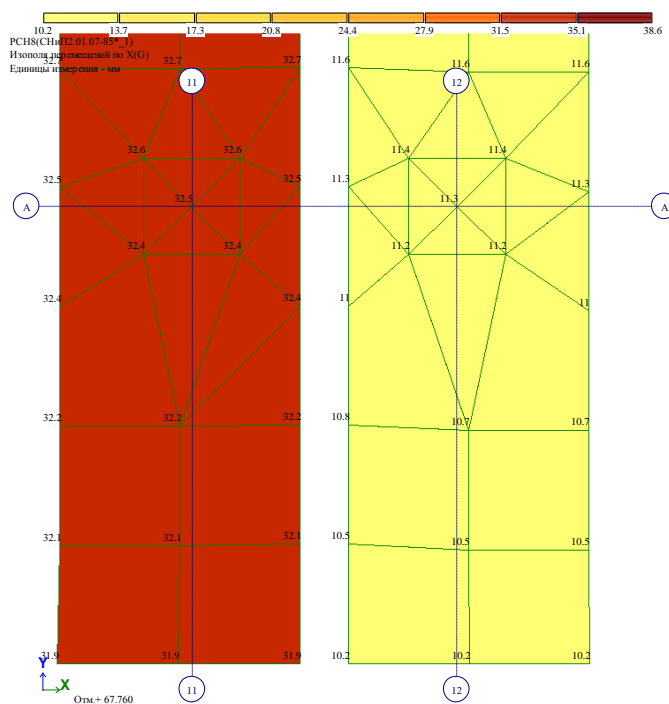 10.2 13.7 17.3 20.8 24.4 27.9 31.5 35.1 38.6
РСН8(СНиП2.01.07-85*_1)
Изополя перемещений по X(G)
Единицы измерения - мм
32.7 32.7 32.7 11.6 11.6 11.6
11 12
32.6 32.6 11.4 11.4
32.5 32.5 11.3 11.3
А 32.5 11.3 А
32.4 32.4 11.2 11.2
32.4 32.4 11 11
32.2 32.2 32.2 10.8 10.7 10.7
32.1 32.1 32.1 10.5 10.5 10.5
31.9 31.9 31.9 10.2 10.2 10.2
Y
X
11 12
Отм.+ 67.760